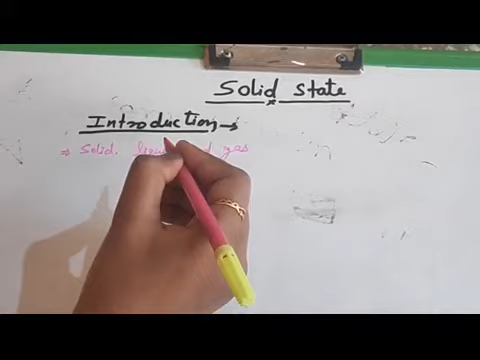 Solid state
Introduction →
⇒ Solid, gas